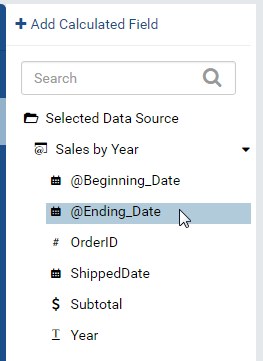 + Add Calculated Field
Search
Selected Data Source
Sales by Year
@Beginning_Date
@Ending_Date
# OrderID
ShippedDate
$ Subtotal
T Year